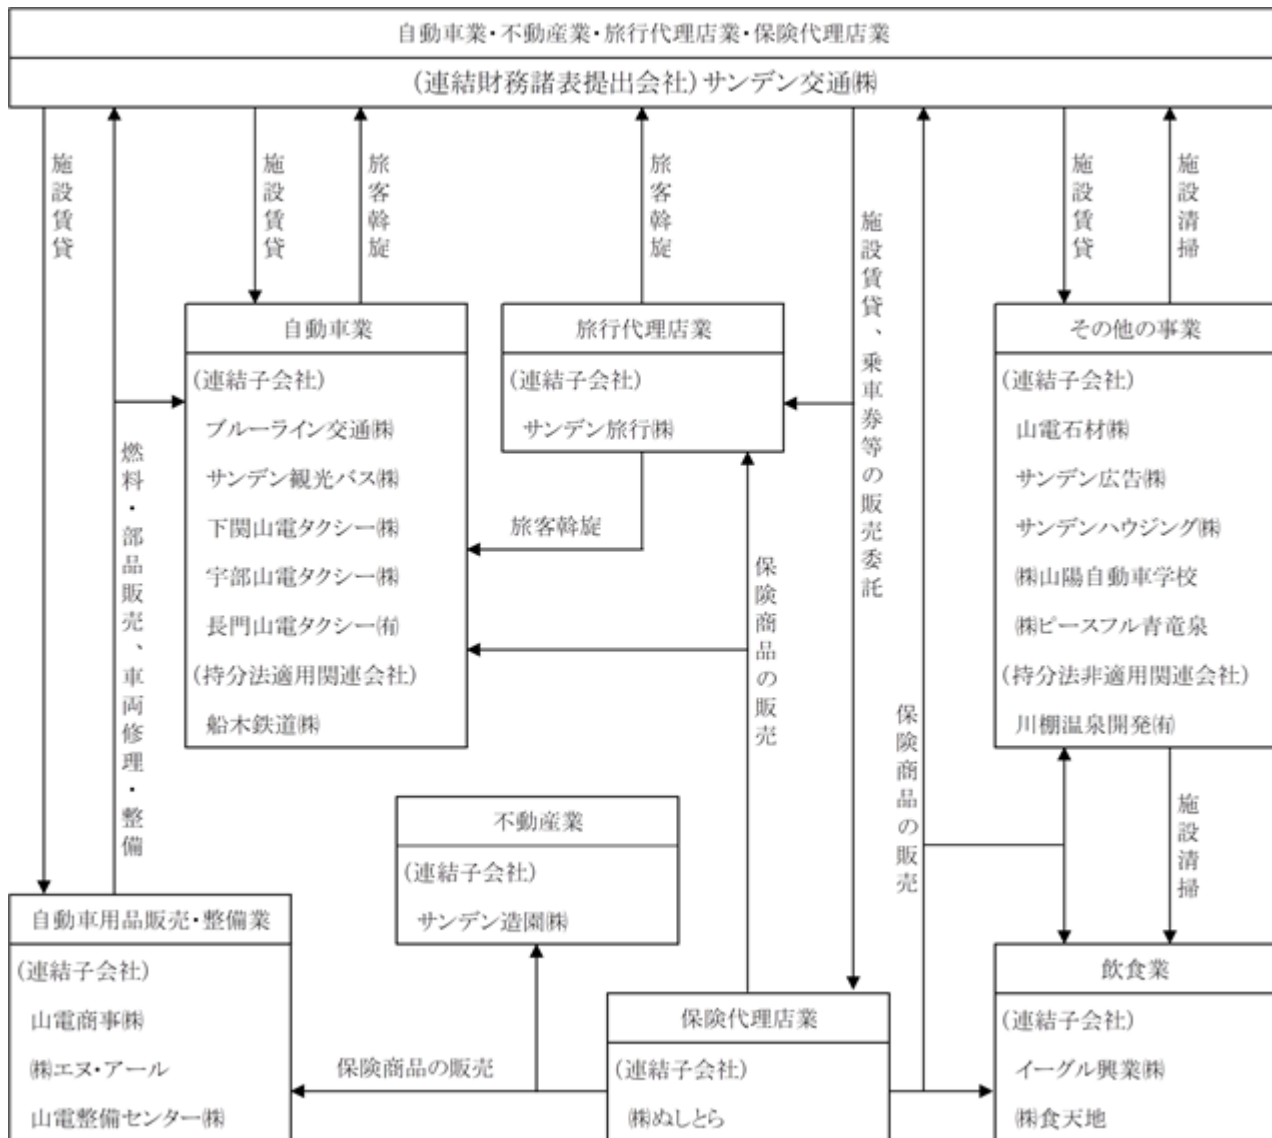 自動車業・不動産業・旅行代理店業・保険代理店業
(連結財務諸表提出会社)サンデン交通㈱
施設賃貸
施設賃貸
旅客斡旋
旅客斡旋
施設賃貸、乗車券等の販売委託
施設賃貸
施設清掃
燃料・部品販売、車両修理・整備
自動車業
(連結子会社)
ブルーライン交通㈱
サンデン観光バス㈱
下関山電タクシー㈱
宇部山電タクシー㈱
長門山電タクシー㈲
(持分法適用関連会社)
船木鉄道㈱
旅行代理店業
(連結子会社)
サンデン旅行㈱
旅客斡旋
保険商品の販売
保険商品の販売
その他の事業
(連結子会社)
山電石材㈱
サンデン広告㈱
サンデンハウジング㈱
㈱山陽自動車学校
㈱ピースフル青竜泉
(持分法非適用関連会社)
川棚温泉開発㈲
施設清掃
不動産業
(連結子会社)
サンデン造園㈱
自動車用品販売・整備業
(連結子会社)
山電商事㈱
㈱エヌ・アール
山電整備センター㈱
保険商品の販売
保険代理店業
(連結子会社)
㈱ぬしとら
飲食業
(連結子会社)
イーグル興業㈱
㈱食天地